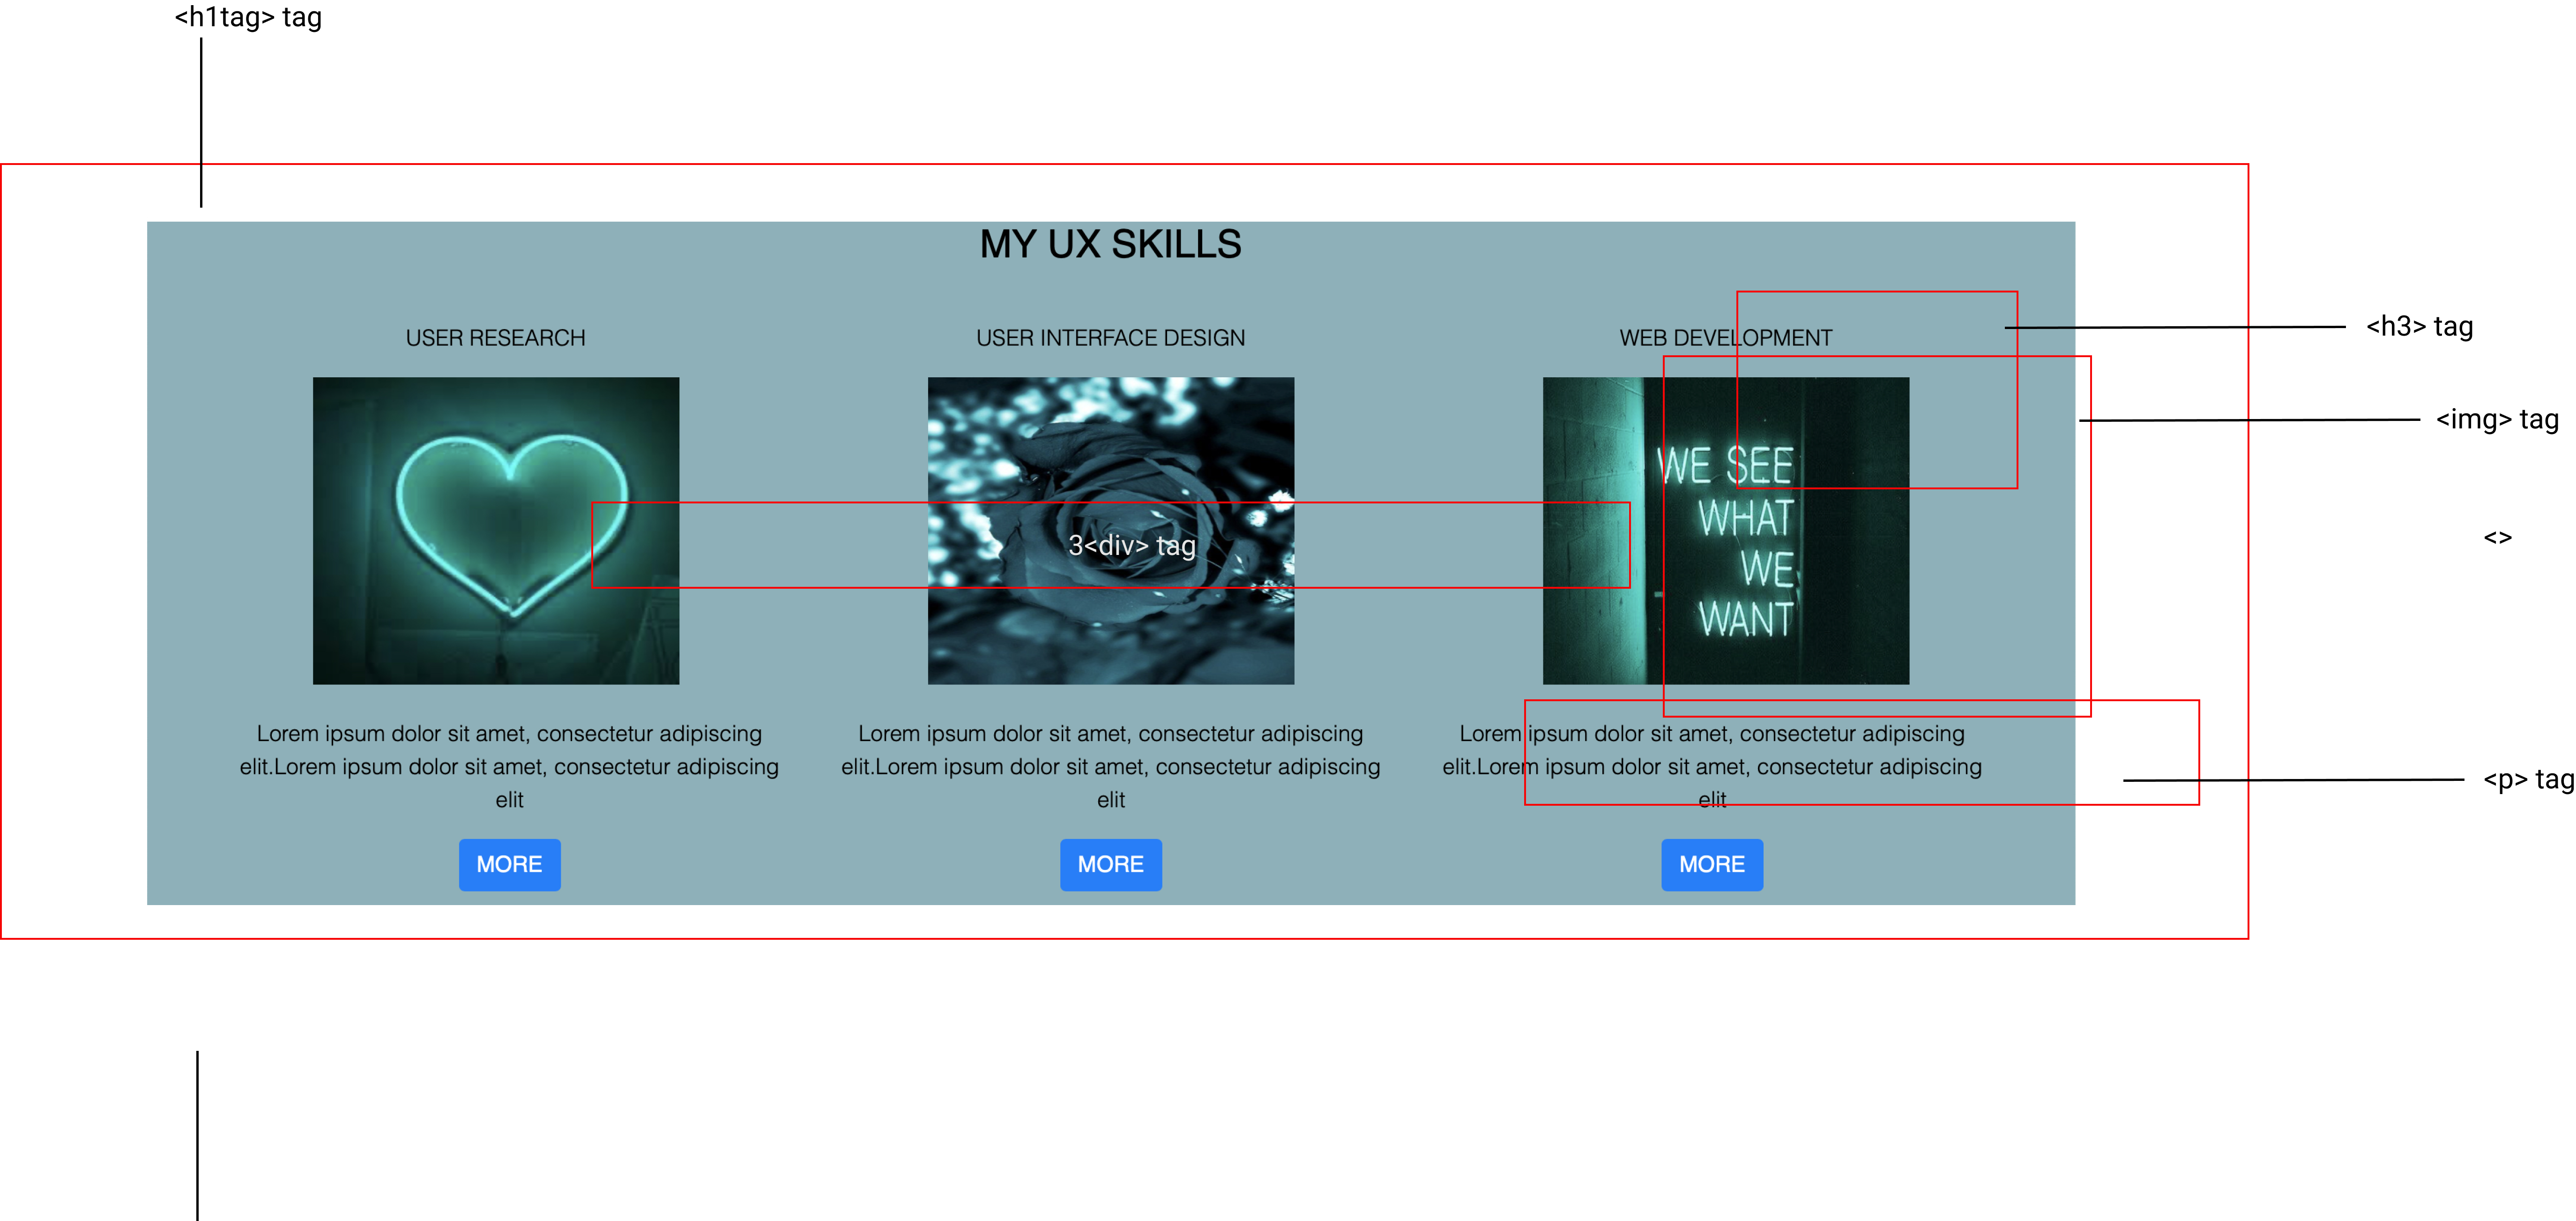 <h1tag> tag
MY UX SKILLS
<h3> tag
USER RESEARCH
USER INTERFACE DESIGN
WEB DEVELOPMENT
<img> tag
WE SEE
WHAT
WE
WANT
<>
3<div> tag
Lorem ipsum dolor sit amet, consectetur adipiscing
elit.Lorem ipsum dolor sit amet, consectetur adipiscing
elit
Lorem ipsum dolor sit amet, consectetur adipiscing
elit.Lorem ipsum dolor sit amet, consectetur adipiscing
elit
Lorem ipsum dolor sit amet, consectetur adipiscing
elit.Lorem ipsum dolor sit amet, consectetur adipiscing
elit
<p> tag
MORE
MORE
MORE